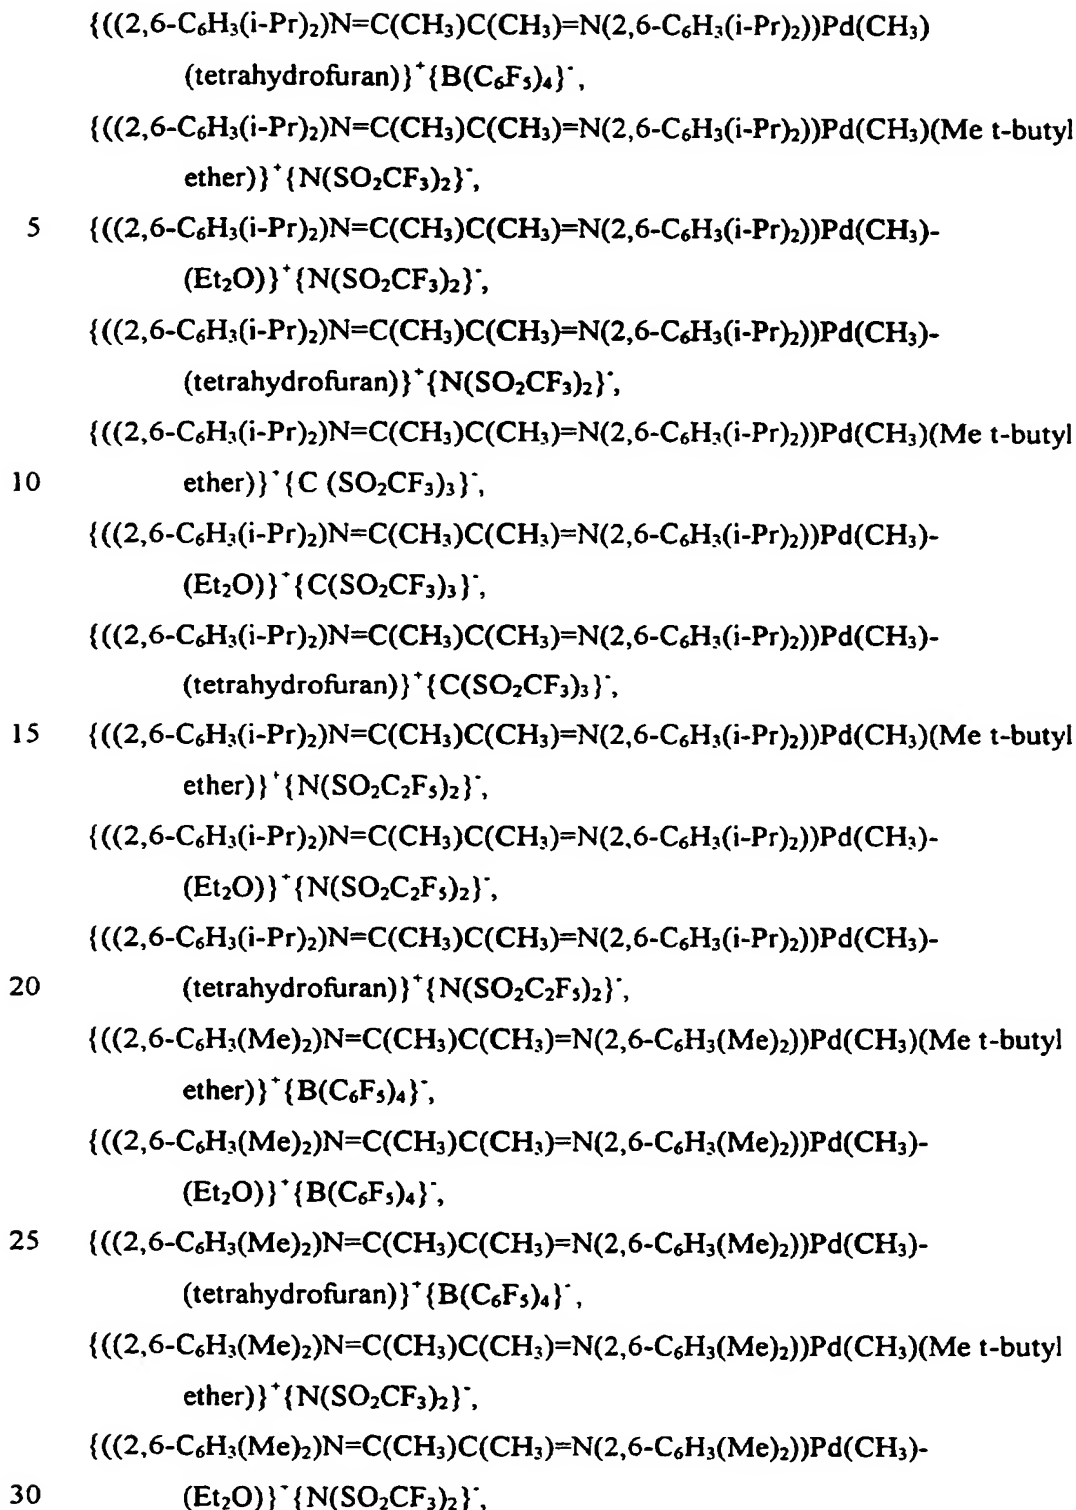 {((2,6-C₆H₃(i-Pr)₂)N=C(CH₃)C(CH₃)=N(2,6-C₆H₃(i-Pr)₂))Pd(CH₃)
(tetrahydrofuran)}⁺{B(C₆F₅)₄}⁻,
{((2,6-C₆H₃(i-Pr)₂)N=C(CH₃)C(CH₃)=N(2,6-C₆H₃(i-Pr)₂))Pd(CH₃)(Me t-butyl
ether)}⁺{N(SO₂CF₃)₂}⁻,
5 {((2,6-C₆H₃(i-Pr)₂)N=C(CH₃)C(CH₃)=N(2,6-C₆H₃(i-Pr)₂))Pd(CH₃)-
(Et₂O)}⁺{N(SO₂CF₃)₂}⁻,
{((2,6-C₆H₃(i-Pr)₂)N=C(CH₃)C(CH₃)=N(2,6-C₆H₃(i-Pr)₂))Pd(CH₃)-
(tetrahydrofuran)}⁺{N(SO₂CF₃)₂}⁻,
{((2,6-C₆H₃(i-Pr)₂)N=C(CH₃)C(CH₃)=N(2,6-C₆H₃(i-Pr)₂))Pd(CH₃)(Me t-butyl
10 ether)}⁺{C (SO₂CF₃)₃}⁻,
{((2,6-C₆H₃(i-Pr)₂)N=C(CH₃)C(CH₃)=N(2,6-C₆H₃(i-Pr)₂))Pd(CH₃)-
(Et₂O)}⁺{C(SO₂CF₃)₃}⁻,
{((2,6-C₆H₃(i-Pr)₂)N=C(CH₃)C(CH₃)=N(2,6-C₆H₃(i-Pr)₂))Pd(CH₃)-
(tetrahydrofuran)}⁺{C(SO₂CF₃)₃}⁻,
15 {((2,6-C₆H₃(i-Pr)₂)N=C(CH₃)C(CH₃)=N(2,6-C₆H₃(i-Pr)₂))Pd(CH₃)(Me t-butyl
ether)}⁺{N(SO₂C₂F₅)₂}⁻,
{((2,6-C₆H₃(i-Pr)₂)N=C(CH₃)C(CH₃)=N(2,6-C₆H₃(i-Pr)₂))Pd(CH₃)-
(Et₂O)}⁺{N(SO₂C₂F₅)₂}⁻,
{((2,6-C₆H₃(i-Pr)₂)N=C(CH₃)C(CH₃)=N(2,6-C₆H₃(i-Pr)₂))Pd(CH₃)-
20 (tetrahydrofuran)}⁺{N(SO₂C₂F₅)₂}⁻,
{((2,6-C₆H₃(Me)₂)N=C(CH₃)C(CH₃)=N(2,6-C₆H₃(Me)₂))Pd(CH₃)(Me t-butyl
ether)}⁺{B(C₆F₅)₄}⁻,
{((2,6-C₆H₃(Me)₂)N=C(CH₃)C(CH₃)=N(2,6-C₆H₃(Me)₂))Pd(CH₃)-
(Et₂O)}⁺{B(C₆F₅)₄}⁻,
25 {((2,6-C₆H₃(Me)₂)N=C(CH₃)C(CH₃)=N(2,6-C₆H₃(Me)₂))Pd(CH₃)-
(tetrahydrofuran)}⁺{B(C₆F₅)₄}⁻,
{((2,6-C₆H₃(Me)₂)N=C(CH₃)C(CH₃)=N(2,6-C₆H₃(Me)₂))Pd(CH₃)(Me t-butyl
ether)}⁺{N(SO₂CF₃)₂}⁻,
{((2,6-C₆H₃(Me)₂)N=C(CH₃)C(CH₃)=N(2,6-C₆H₃(Me)₂))Pd(CH₃)-
30 (Et₂O)}⁺{N(SO₂CF₃)₂}⁻,